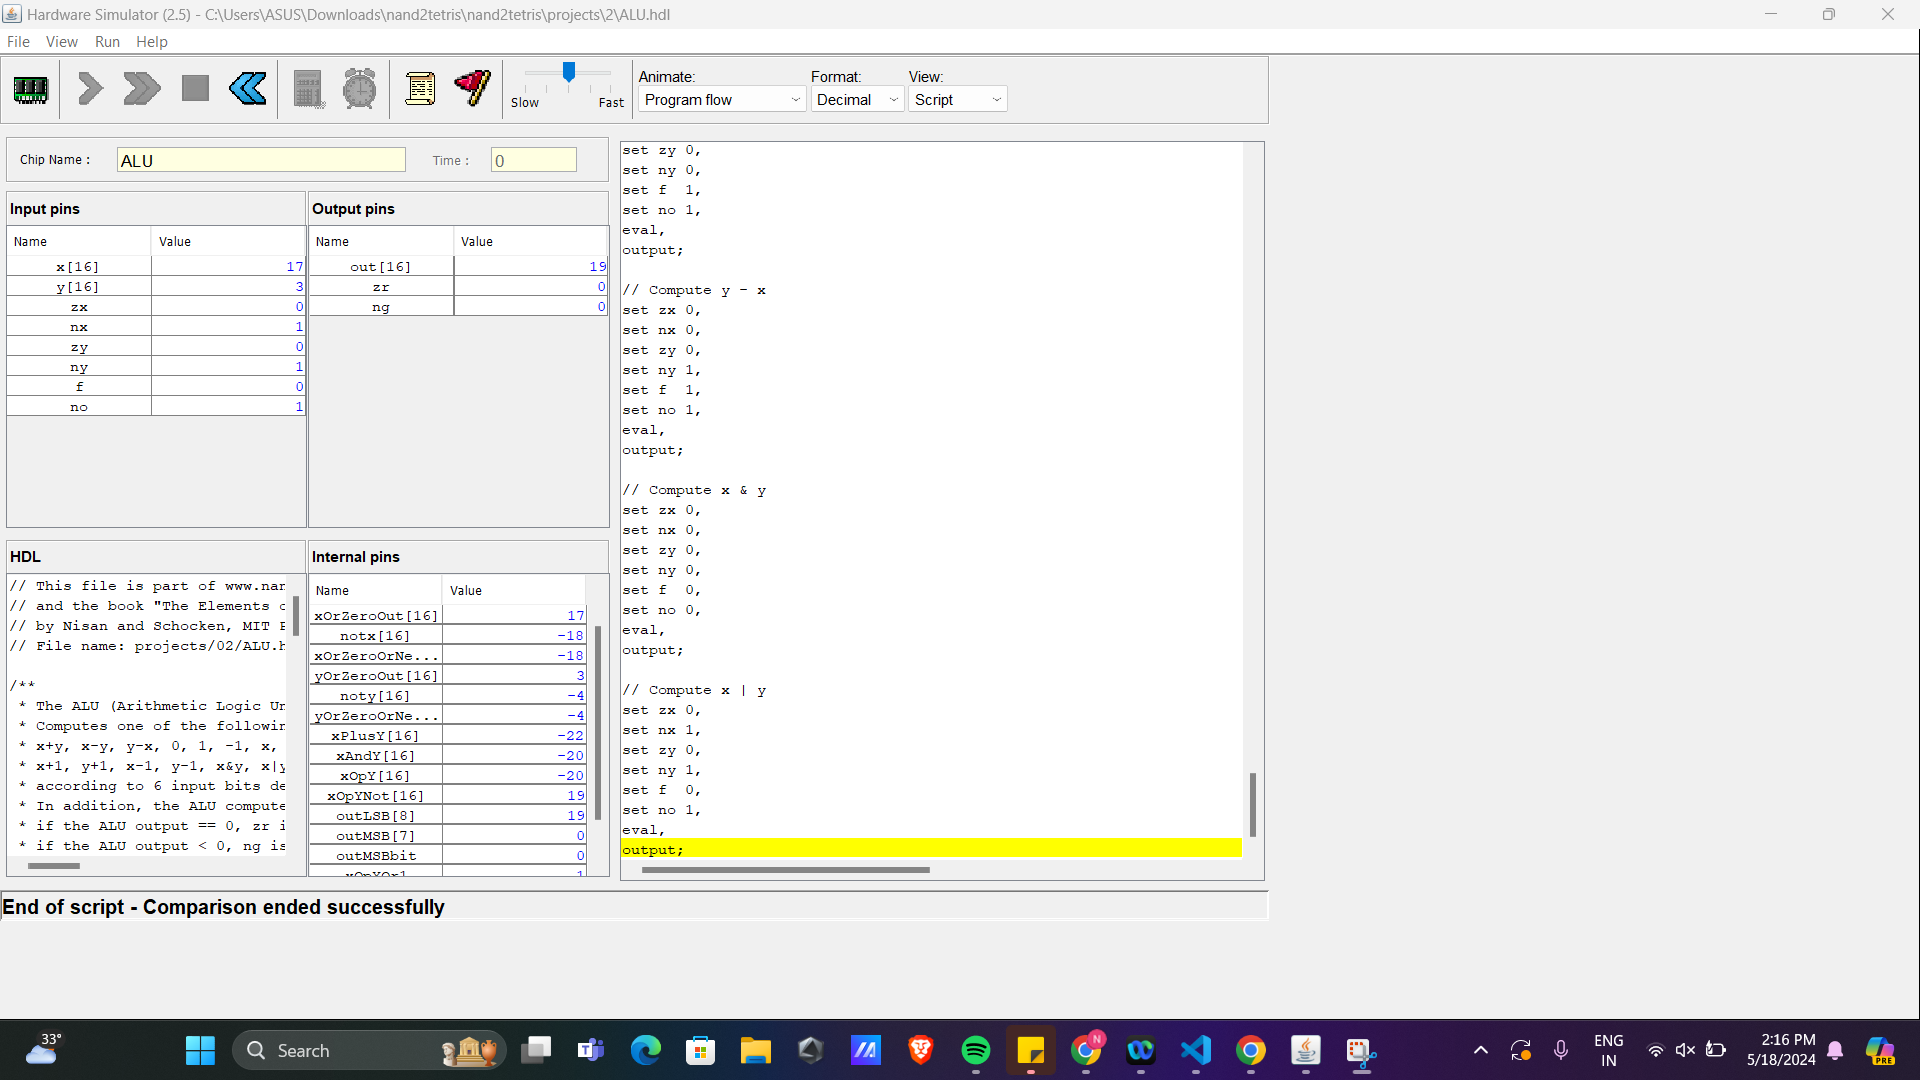 Hardware Simulator (2.5) - C:\Users\ASUS\Downloads\nand2tetris\nand2tetris\projects\2\ALU.hdl
File View Run Help
Slow Fast
Animate: Format: View:
Program flow Decimal Script
Chip Name : ALU Time : 0
Input pins
Name Value
x[16] 17
y[16] 3
zx 0
nx 1
zy 0
ny 1
f 0
no 1
Output pins
Name Value
out[16] 19
zr 0
ng 0
HDL
// This file is part of www.nan
// and the book "The Elements o
// by Nisan and Schocken, MIT P
// File name: projects/02/ALU.h
/**
* The ALU (Arithmetic Logic Un
* Computes one of the followin
* x+y, x-y, y-x, 0, 1, -1, x,
* x+1, y+1, x-1, y-1, x&y, x|y
* according to 6 input bits de
* In addition, the ALU compute
* if the ALU output == 0, zr i
* if the ALU output < 0, ng is
Internal pins
Name Value
xOrZeroOut[16] 17
notx[16] -18
xOrZeroOrNe... -18
yOrZeroOut[16] 3
noty[16] -4
yOrZeroOrNe... -4
xPlusY[16] -22
xAndY[16] -20
xOpY[16] -20
xOpYNot[16] 19
outLSB[8] 19
outMSB[7] 0
outMSBbit 0
xOpYOr1 1
set zy 0,
set ny 0,
set f 1,
set no 1,
eval,
output;
// Compute y - x
set zx 0,
set nx 0,
set zy 0,
set ny 1,
set f 1,
set no 1,
eval,
output;
// Compute x & y
set zx 0,
set nx 0,
set zy 0,
set ny 0,
set f 0,
set no 0,
eval,
output;
// Compute x | y
set zx 0,
set nx 1,
set zy 0,
set ny 1,
set f 0,
set no 1,
eval,
output;
End of script - Comparison ended successfully
33°
Search
N
ENG
IN
2:16 PM
5/18/2024
PRE